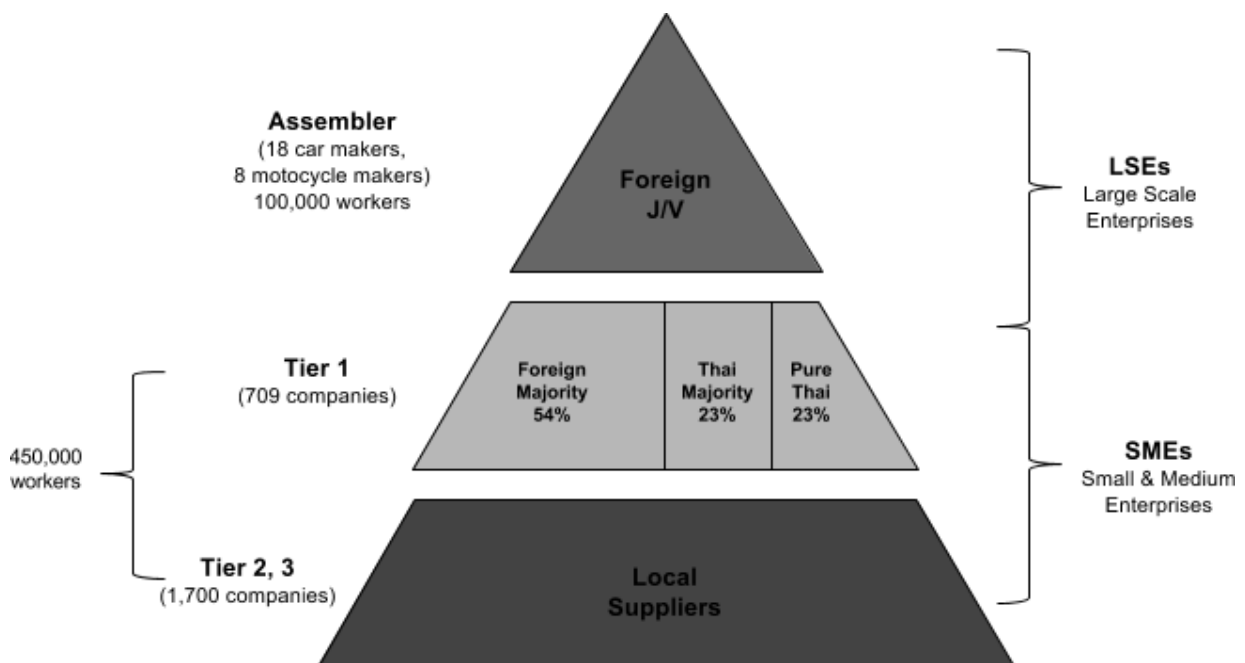 Assembler
(18 car makers,
8 motocycle makers)
100,000 workers
Foreign
J/V
LSEs
Large Scale
Enterprises
Tier 1
(709 companies)
Foreign
Majority
54%
Thai
Majority
23%
Pure
Thai
23%
450,000
workers
SMEs
Small & Medium
Enterprises
Tier 2, 3
(1,700 companies)
Local
Suppliers